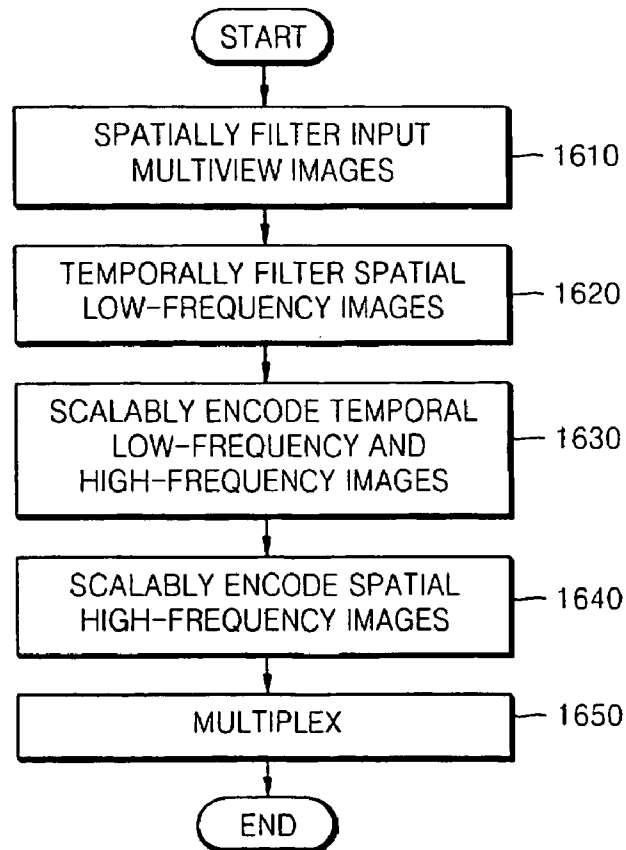 START
SPATIALLY FILTER INPUT
MULTIVIEW IMAGES
1610
TEMPORALLY FILTER SPATIAL
LOW-FREQUENCY IMAGES
1620
SCALABLY ENCODE TEMPORAL
LOW-FREQUENCY AND
HIGH-FREQUENCY IMAGES
1630
SCALABLY ENCODE SPATIAL
HIGH-FREQUENCY IMAGES
1640
MULTIPLEX
1650
END